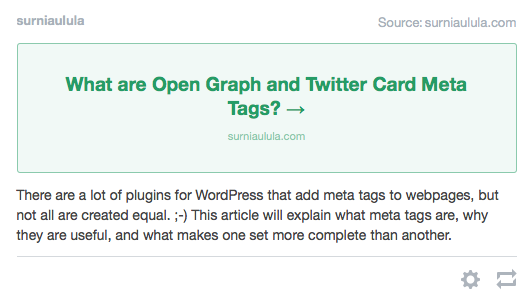 surniaulula
Source: surniaulula.com
What are Open Graph and Twitter Card Meta
Tags? →
surniaulula.com
There are a lot of plugins for WordPress that add meta tags to webpages, but
not all are created equal. ;-) This article will explain what meta tags are, why
they are useful, and what makes one set more complete than another.